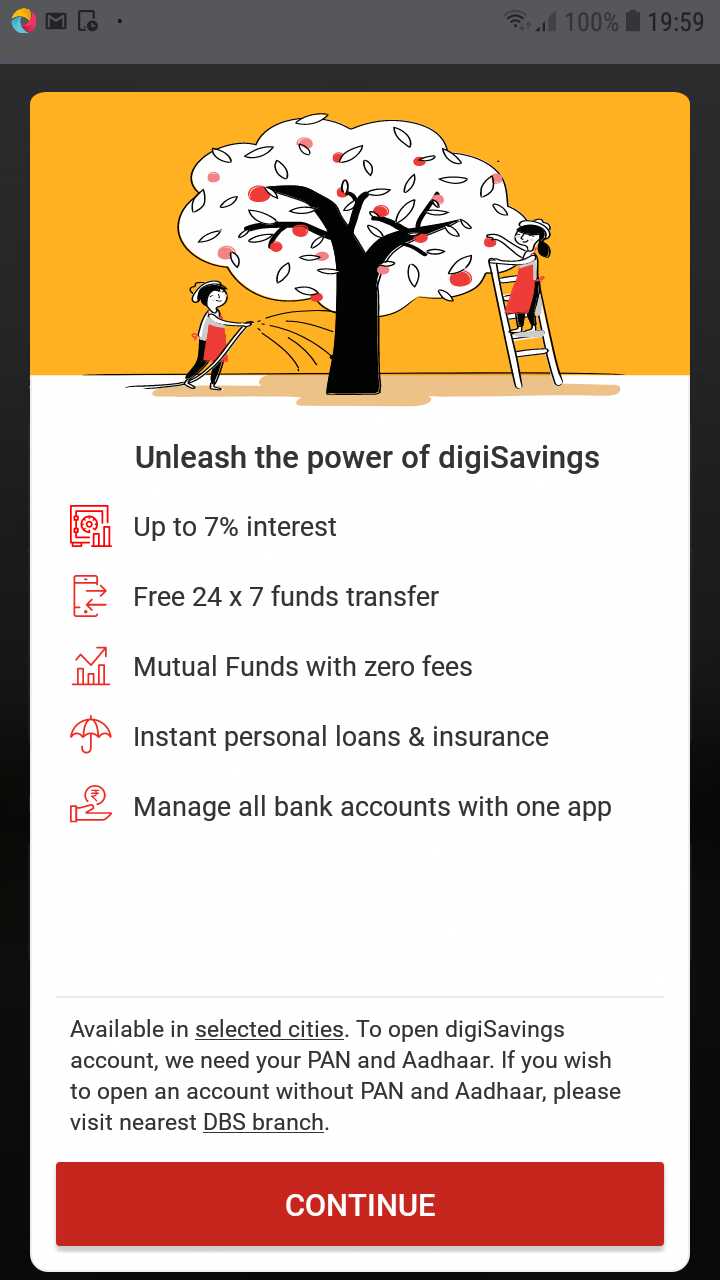 100% 19:59
Unleash the power of digiSavings
Up to 7% interest
Free 24 x 7 funds transfer
Mutual Funds with zero fees
Instant personal loans & insurance
Manage all bank accounts with one app
Available in selected cities. To open digiSavings
account, we need your PAN and Aadhaar. If you wish
to open an account without PAN and Aadhaar, please
visit nearest DBS branch.
CONTINUE